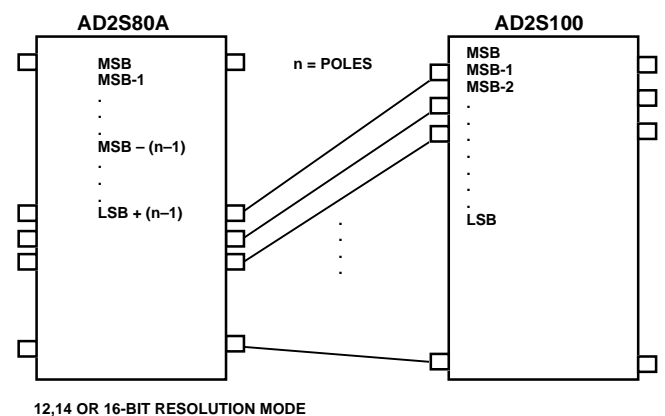 AD2S80A
AD2S100
MSB
MSB-1
.
.
.
MSB – (n–1)
.
.
.
LSB + (n–1)
n = POLES
.
.
.
.
MSB
MSB-1
MSB-2
.
.
.
.
.
.
.
LSB
12,14 OR 16-BIT RESOLUTION MODE